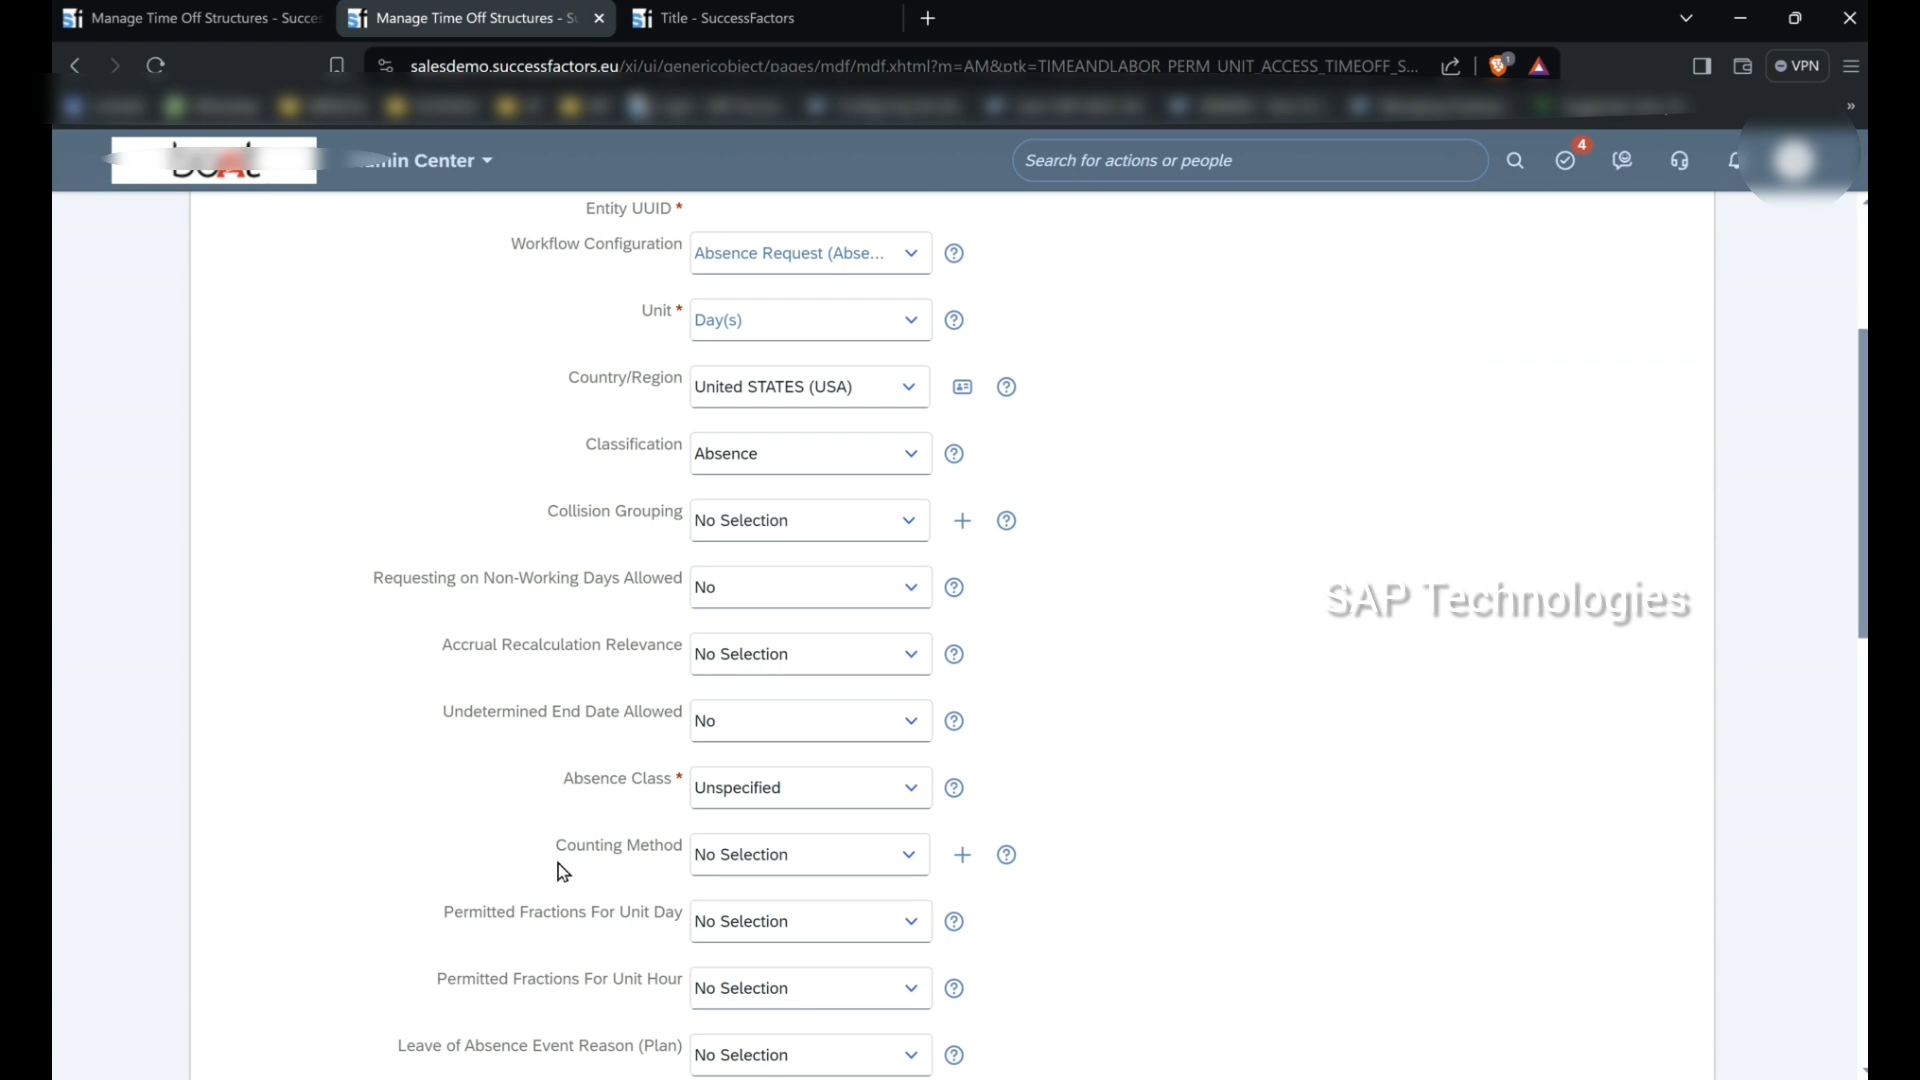 Manage Time Off Structures - Succes
Manage Time Off Structures - Su
Title - SuccessFactors
salesdemo.successfactors.eu/xi/ui/genericobject/pages/mdf/mdf.xhtml?m=AM&ptk=TIMEANDLABOR_PERM_UNIT_ACCESS_TIMEOFF_S...
1
VPN
min Center
Search for actions or people
4
Entity UUID *
Workflow Configuration Absence Request (Abse...
Unit * Day(s)
Country/Region United STATES (USA)
Classification Absence
Collision Grouping No Selection
Requesting on Non-Working Days Allowed No
SAP Technologies
Accrual Recalculation Relevance No Selection
Undetermined End Date Allowed No
Absence Class * Unspecified
Counting Method No Selection
Permitted Fractions For Unit Day No Selection
Permitted Fractions For Unit Hour No Selection
Leave of Absence Event Reason (Plan) No Selection